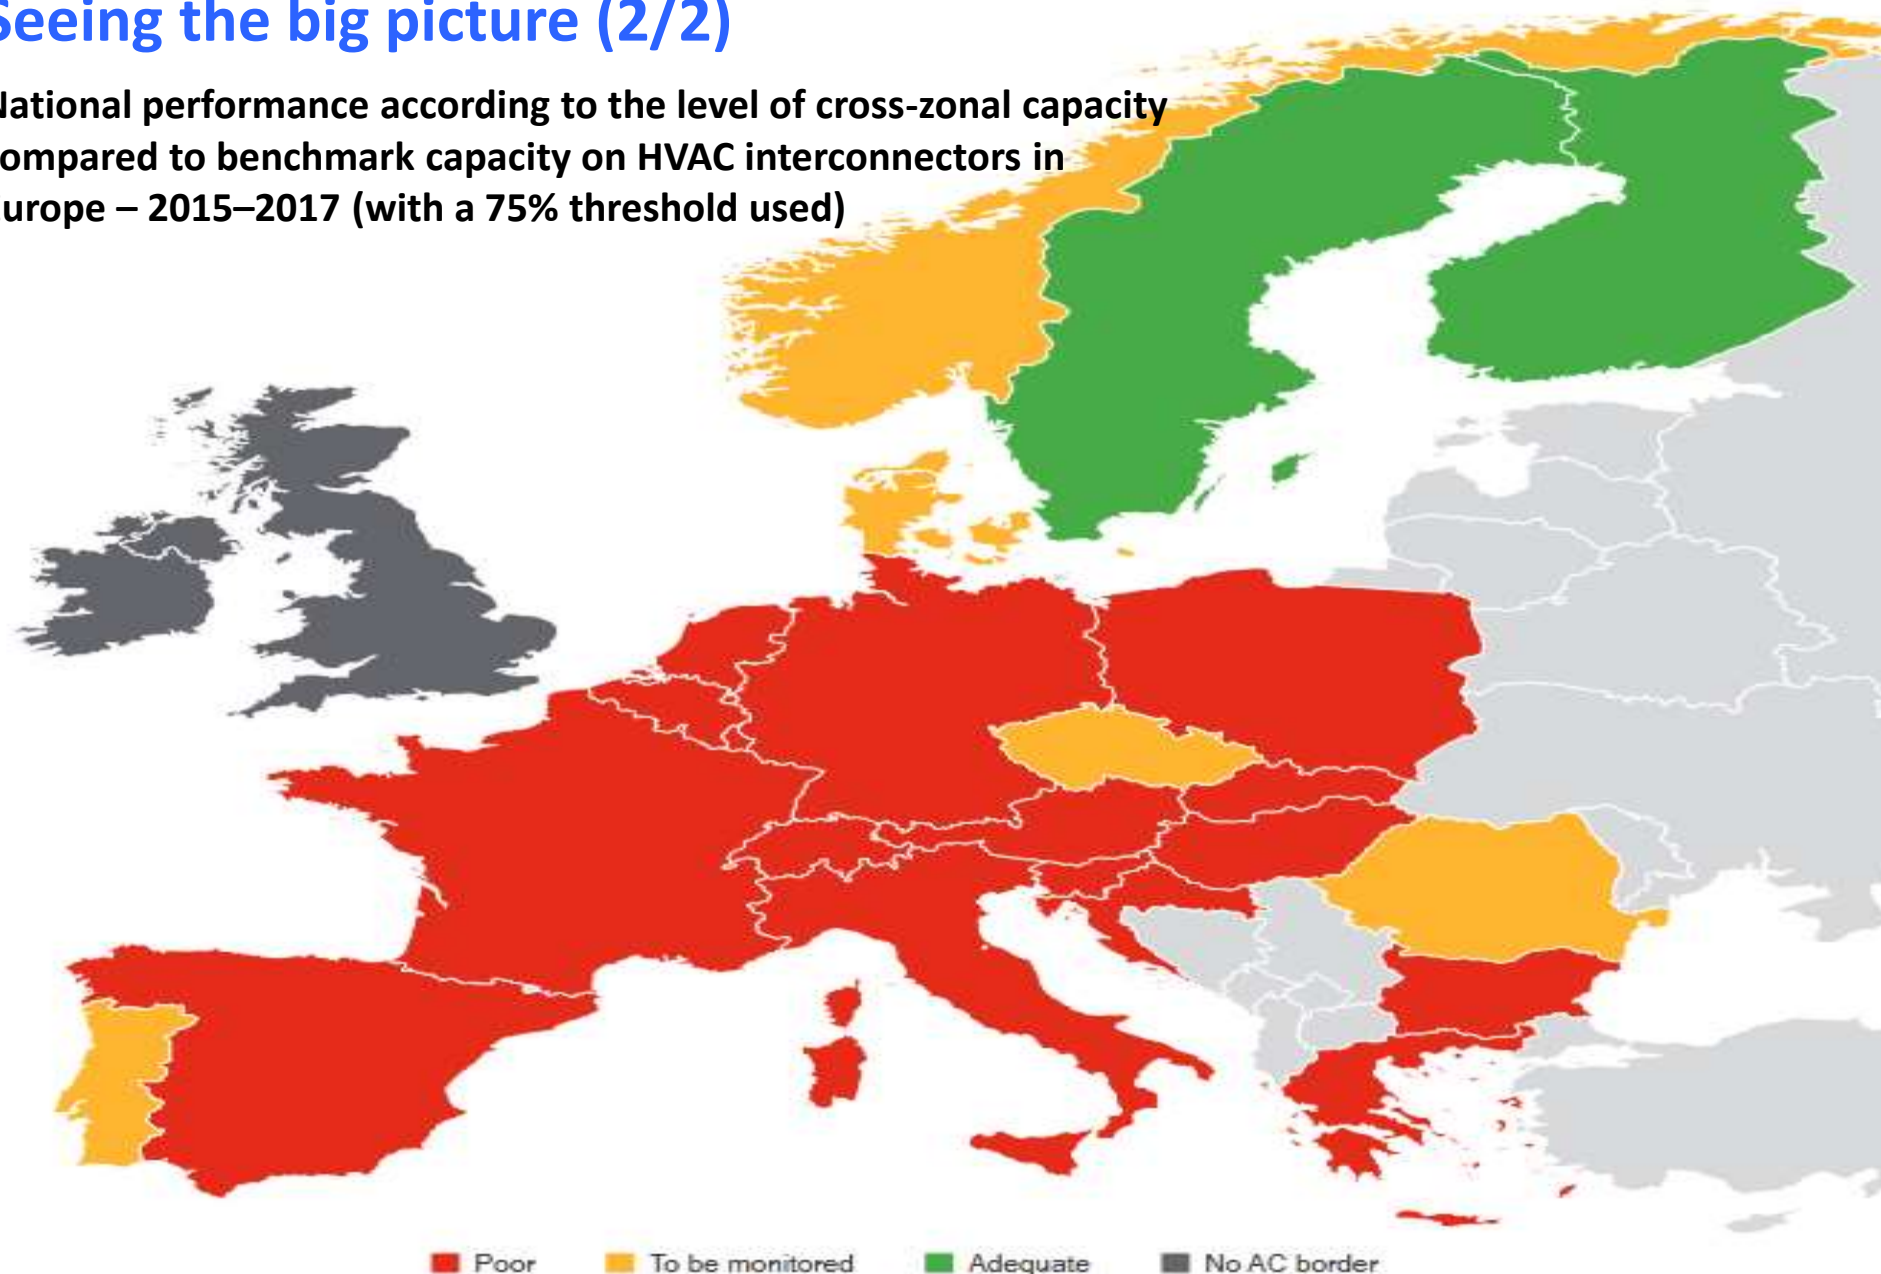 Seeing the big picture (2/2)
National performance according to the level of cross-zonal capacity
compared to benchmark capacity on HVAC interconnectors in
Europe – 2015–2017 (with a 75% threshold used)
Poor To be monitored Adequate No AC border